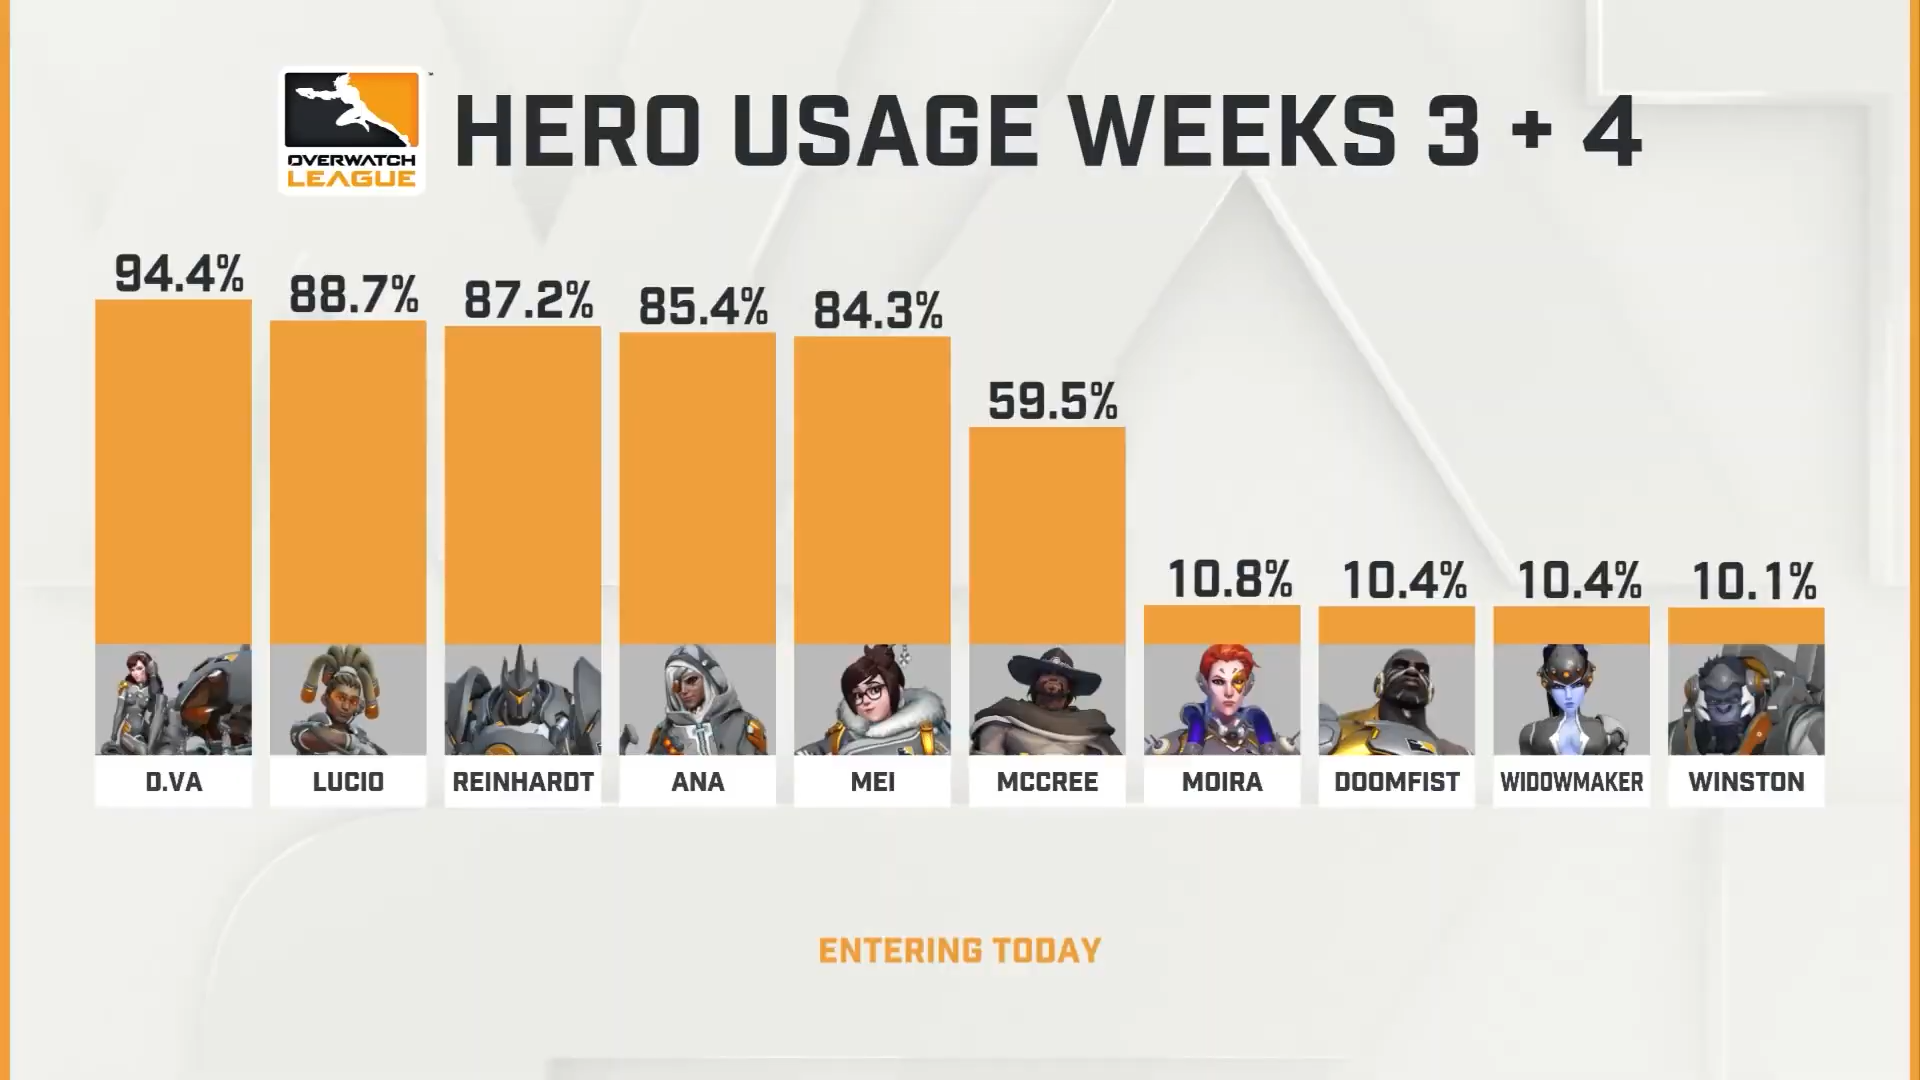 OVERWATCH
LEAGUE
™
HERO USAGE WEEKS 3 + 4
94.4% 88.7% 87.2% 85.4% 84.3% 59.5% 10.8% 10.4% 10.4% 10.1%
D.VA LUCIO REINHARDT ANA MEI MCCREE MOIRA DOOMFIST WIDOWMAKER WINSTON
ENTERING TODAY